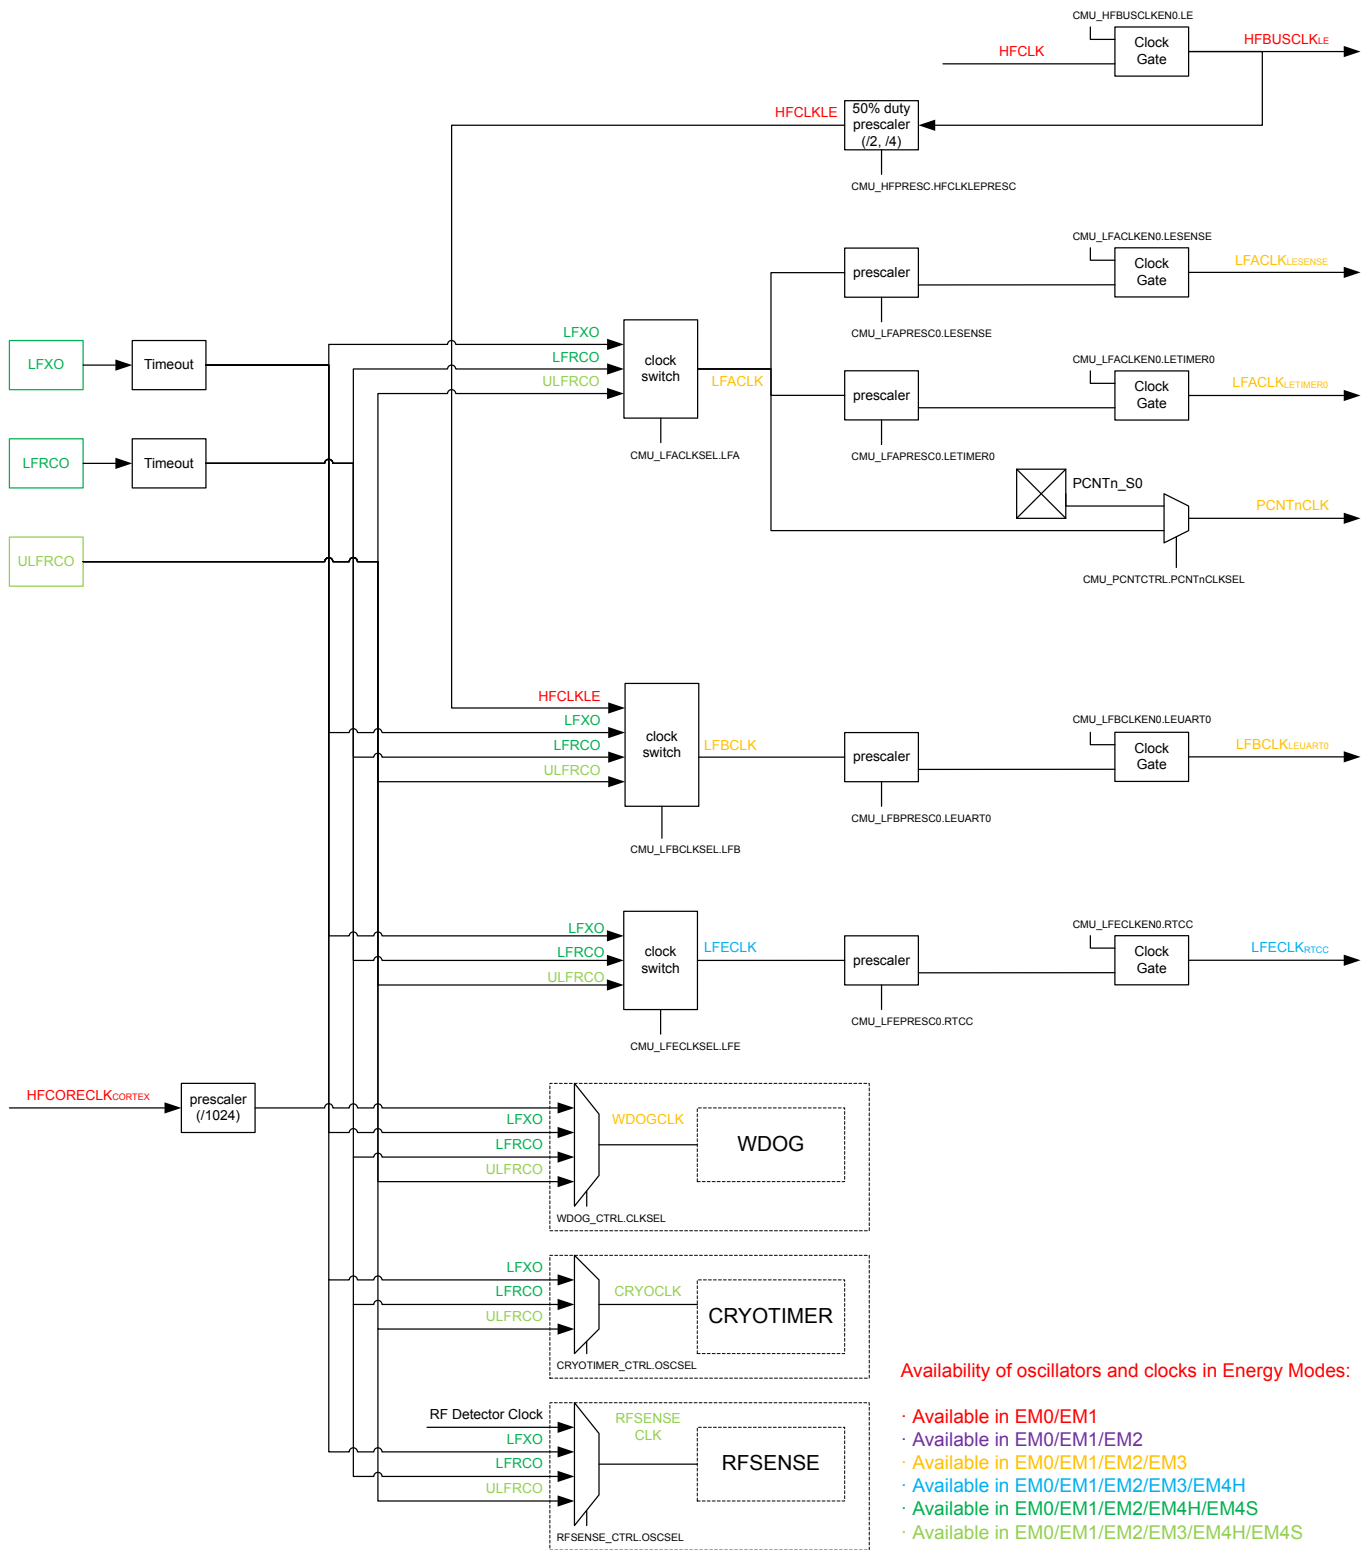 CMU_HFBUSCLKEN0.LE
HFCLK
Clock
Gate
HFBUSCLKLE
HFCLKLE
50% duty
prescaler
(/2, /4)
CMU_HFPRESC.HFCLKLEPRESC
CMU_LFACLKEN0.LESENSE
prescaler
Clock
Gate
LFACLKLESENSE
CMU_LFAPRESC0.LESENSE
LFXO
Timeout
LFXO
LFRCO
ULFRCO
clock
switch
LFACLK
CMU_LFACLKSEL.LFA
CMU_LFACLKEN0.LETIMER0
prescaler
Clock
Gate
LFACLKLETIMER0
CMU_LFAPRESC0.LETIMER0
LFRCO
Timeout
PCNTn_S0
PCNTnCLK
CMU_PCNTCTRL.PCNTnCLKSEL
ULFRCO
HFCLKLE
LFXO
LFRCO
ULFRCO
clock
switch
LFBCLK
CMU_LFBCLKSEL.LFB
prescaler
CMU_LFBPRESC0.LEUART0
CMU_LFBCLKEN0.LEUART0
Clock
Gate
LFBCLKLEUART0
LFXO
LFRCO
ULFRCO
clock
switch
LFECLK
CMU_LFECLKSEL.LFE
prescaler
CMU_LFEPRESC0.RTCC
CMU_LFECLKEN0.RTCC
Clock
Gate
LFECLKRTCC
HFCORECLKCORTEX
prescaler
(/1024)
LFXO
LFRCO
ULFRCO
WDOGCLK
WDOG
WDOG_CTRL.CLKSEL
LFXO
LFRCO
ULFRCO
CRYOCLK
CRYOTIMER
CRYOTIMER_CTRL.OSCSEL
RF Detector Clock
LFXO
LFRCO
ULFRCO
RFSENSE
CLK
RFSENSE
RFSENSE_CTRL.OSCSEL
Availability of oscillators and clocks in Energy Modes:
· Available in EM0/EM1
· Available in EM0/EM1/EM2
· Available in EM0/EM1/EM2/EM3
· Available in EM0/EM1/EM2/EM3/EM4H
· Available in EM0/EM1/EM2/EM4H/EM4S
· Available in EM0/EM1/EM2/EM3/EM4H/EM4S